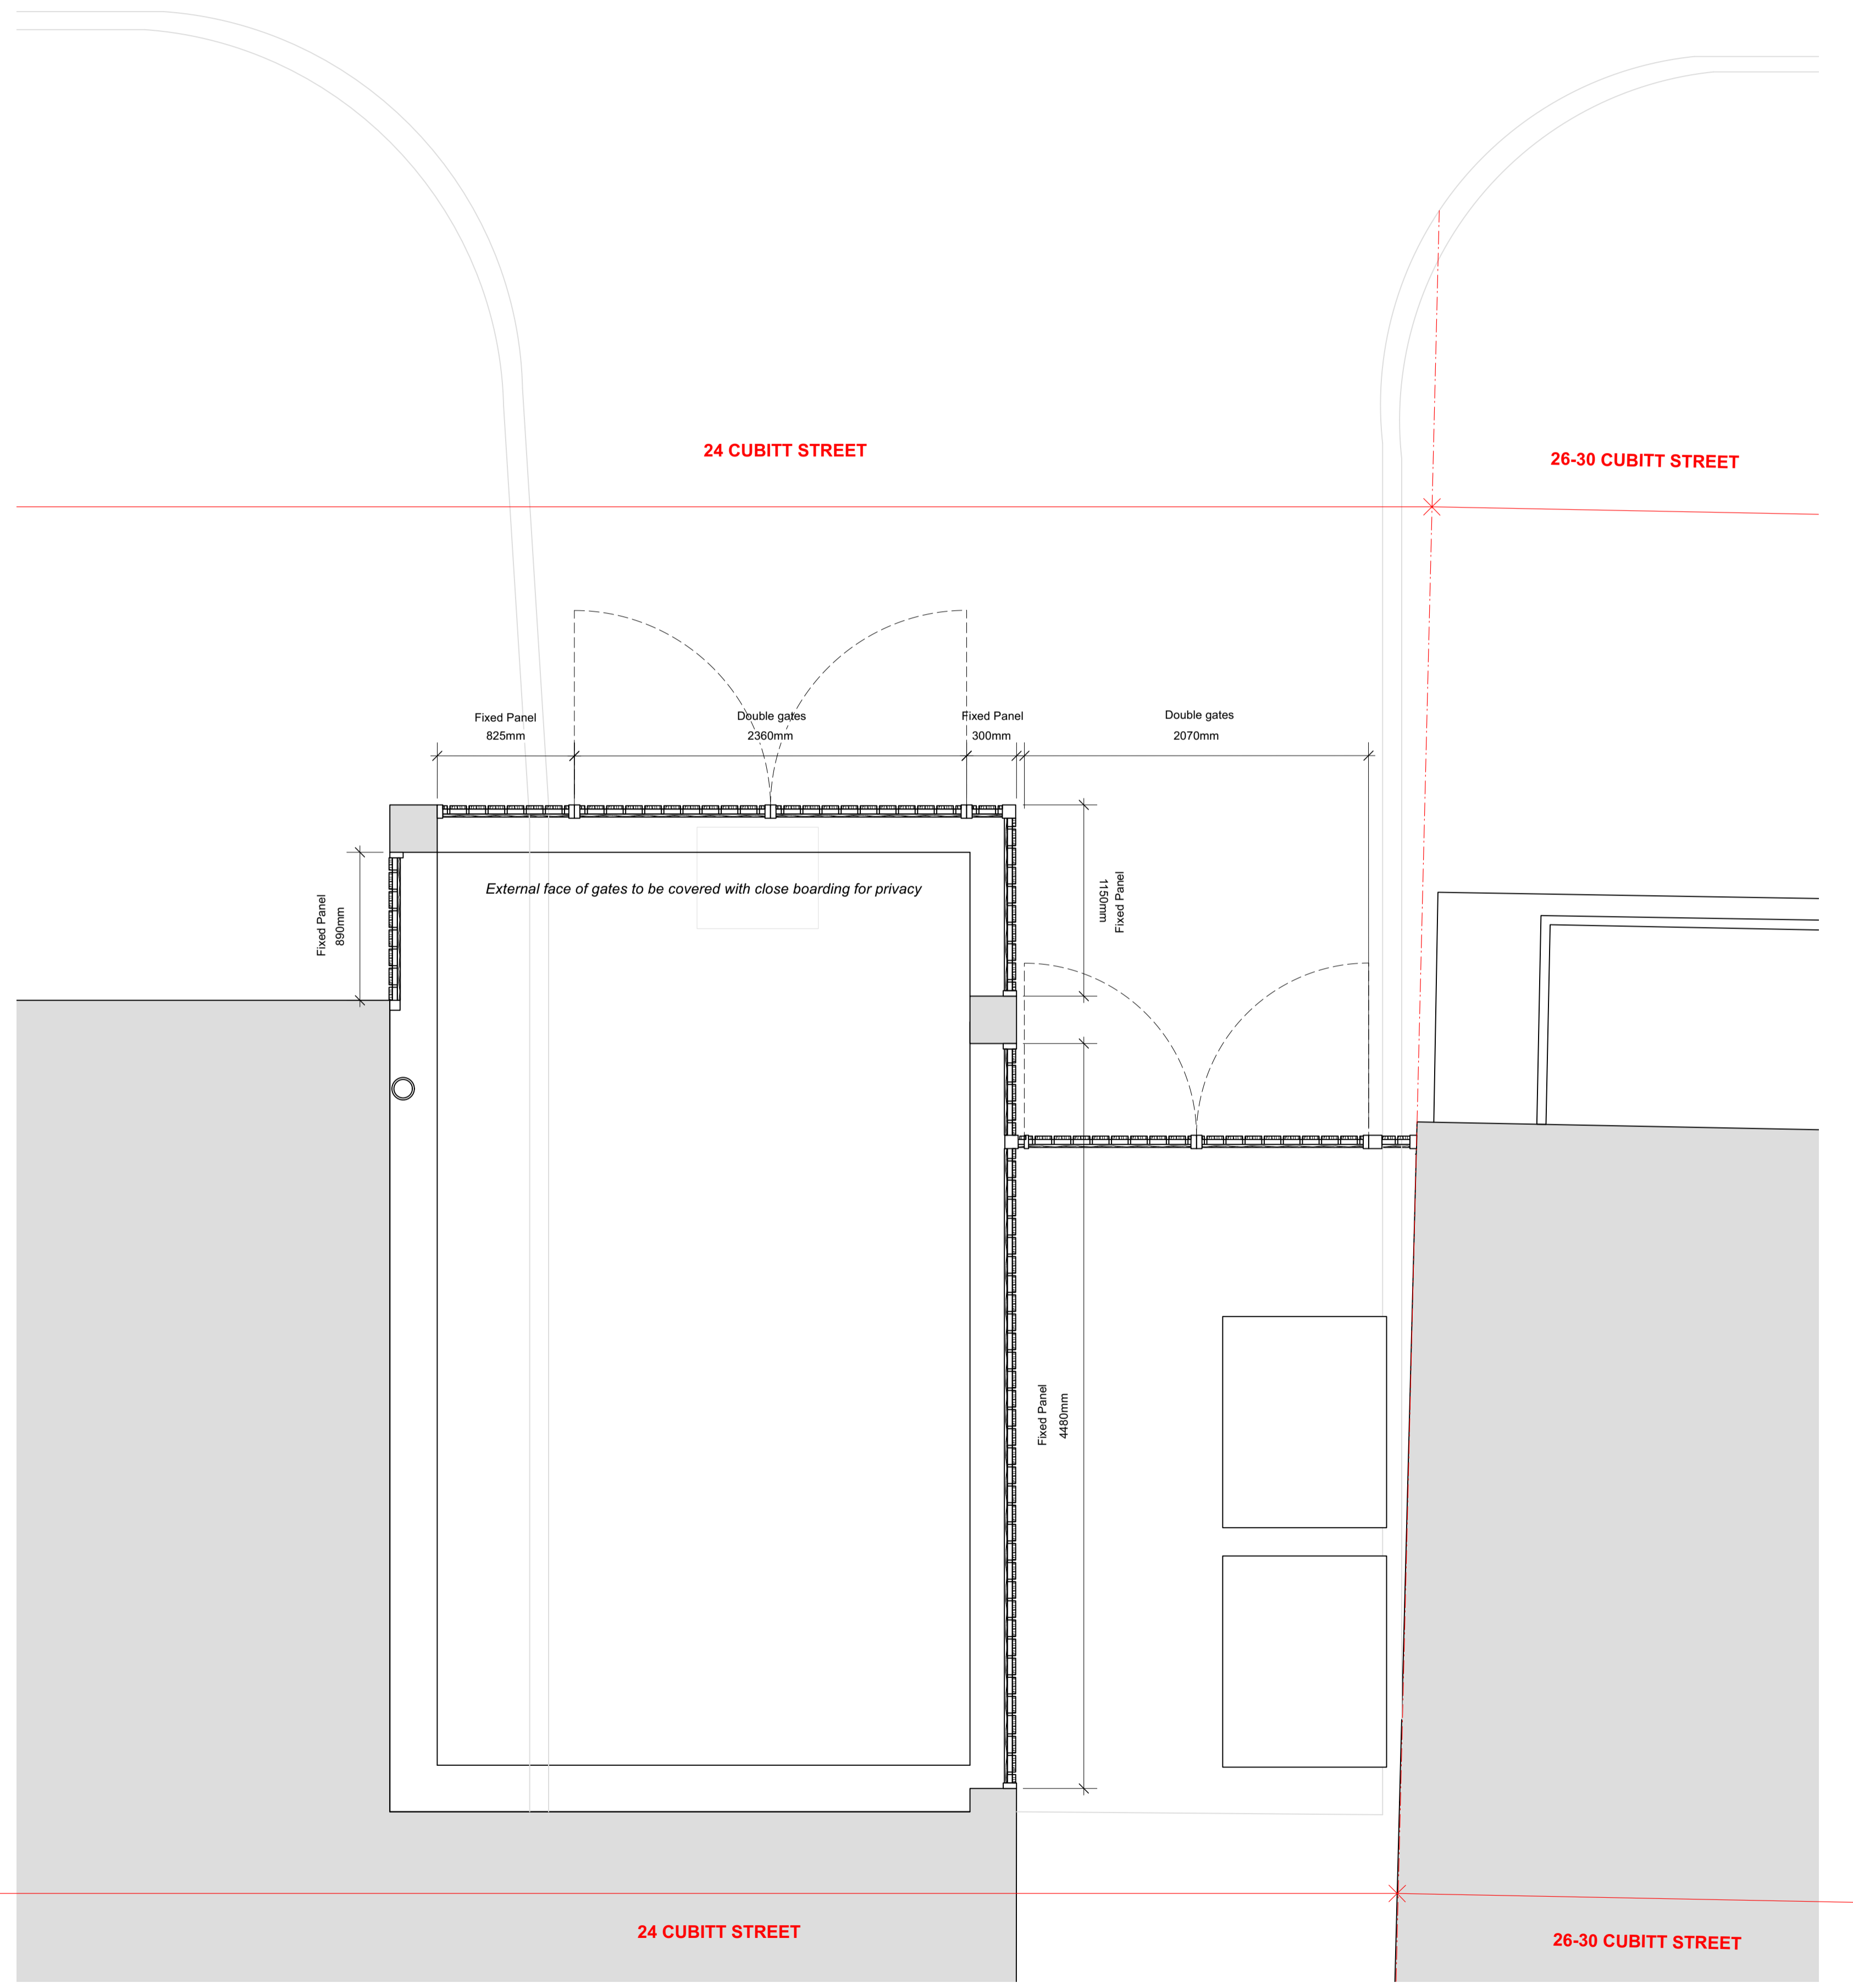 24 CUBITT STREET
26-30 CUBITT STREET
Fixed Panel
825mm
Double gates
2360mm
Fixed Panel
300mm
Double gates
2070mm
External face of gates to be covered with close boarding for privacy
Fixed Panel
890mm
1150mm
Fixed Panel
Fixed Panel
4480mm
24 CUBITT STREET
26-30 CUBITT STREET